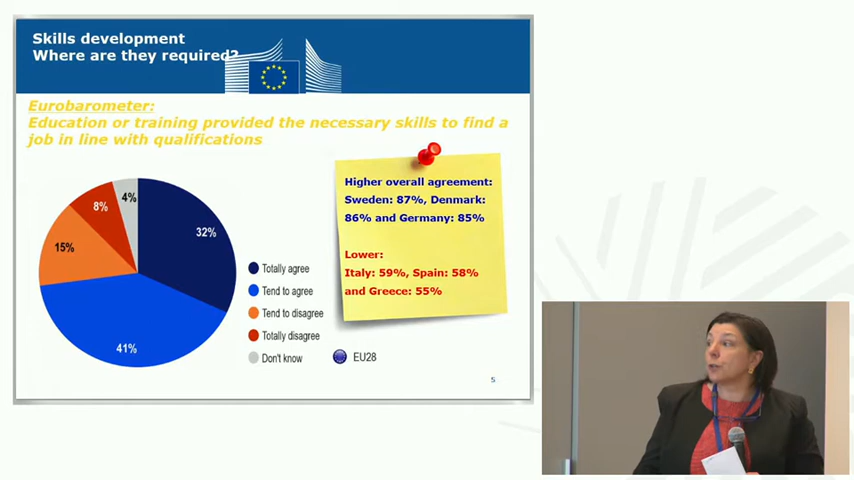 Skills development
Where are they required?
Eurobarometer:
Education or training provided the necessary skills to find a
job in line with qualifications
4%
8%
32%
15%
41%
Totally agree
Tend to agree
Tend to disagree
Totally disagree
Don't know
EU28
Higher overall agreement:
Sweden: 87%, Denmark:
86% and Germany: 85%
Lower:
Italy: 59%, Spain: 58%
and Greece: 55%
5